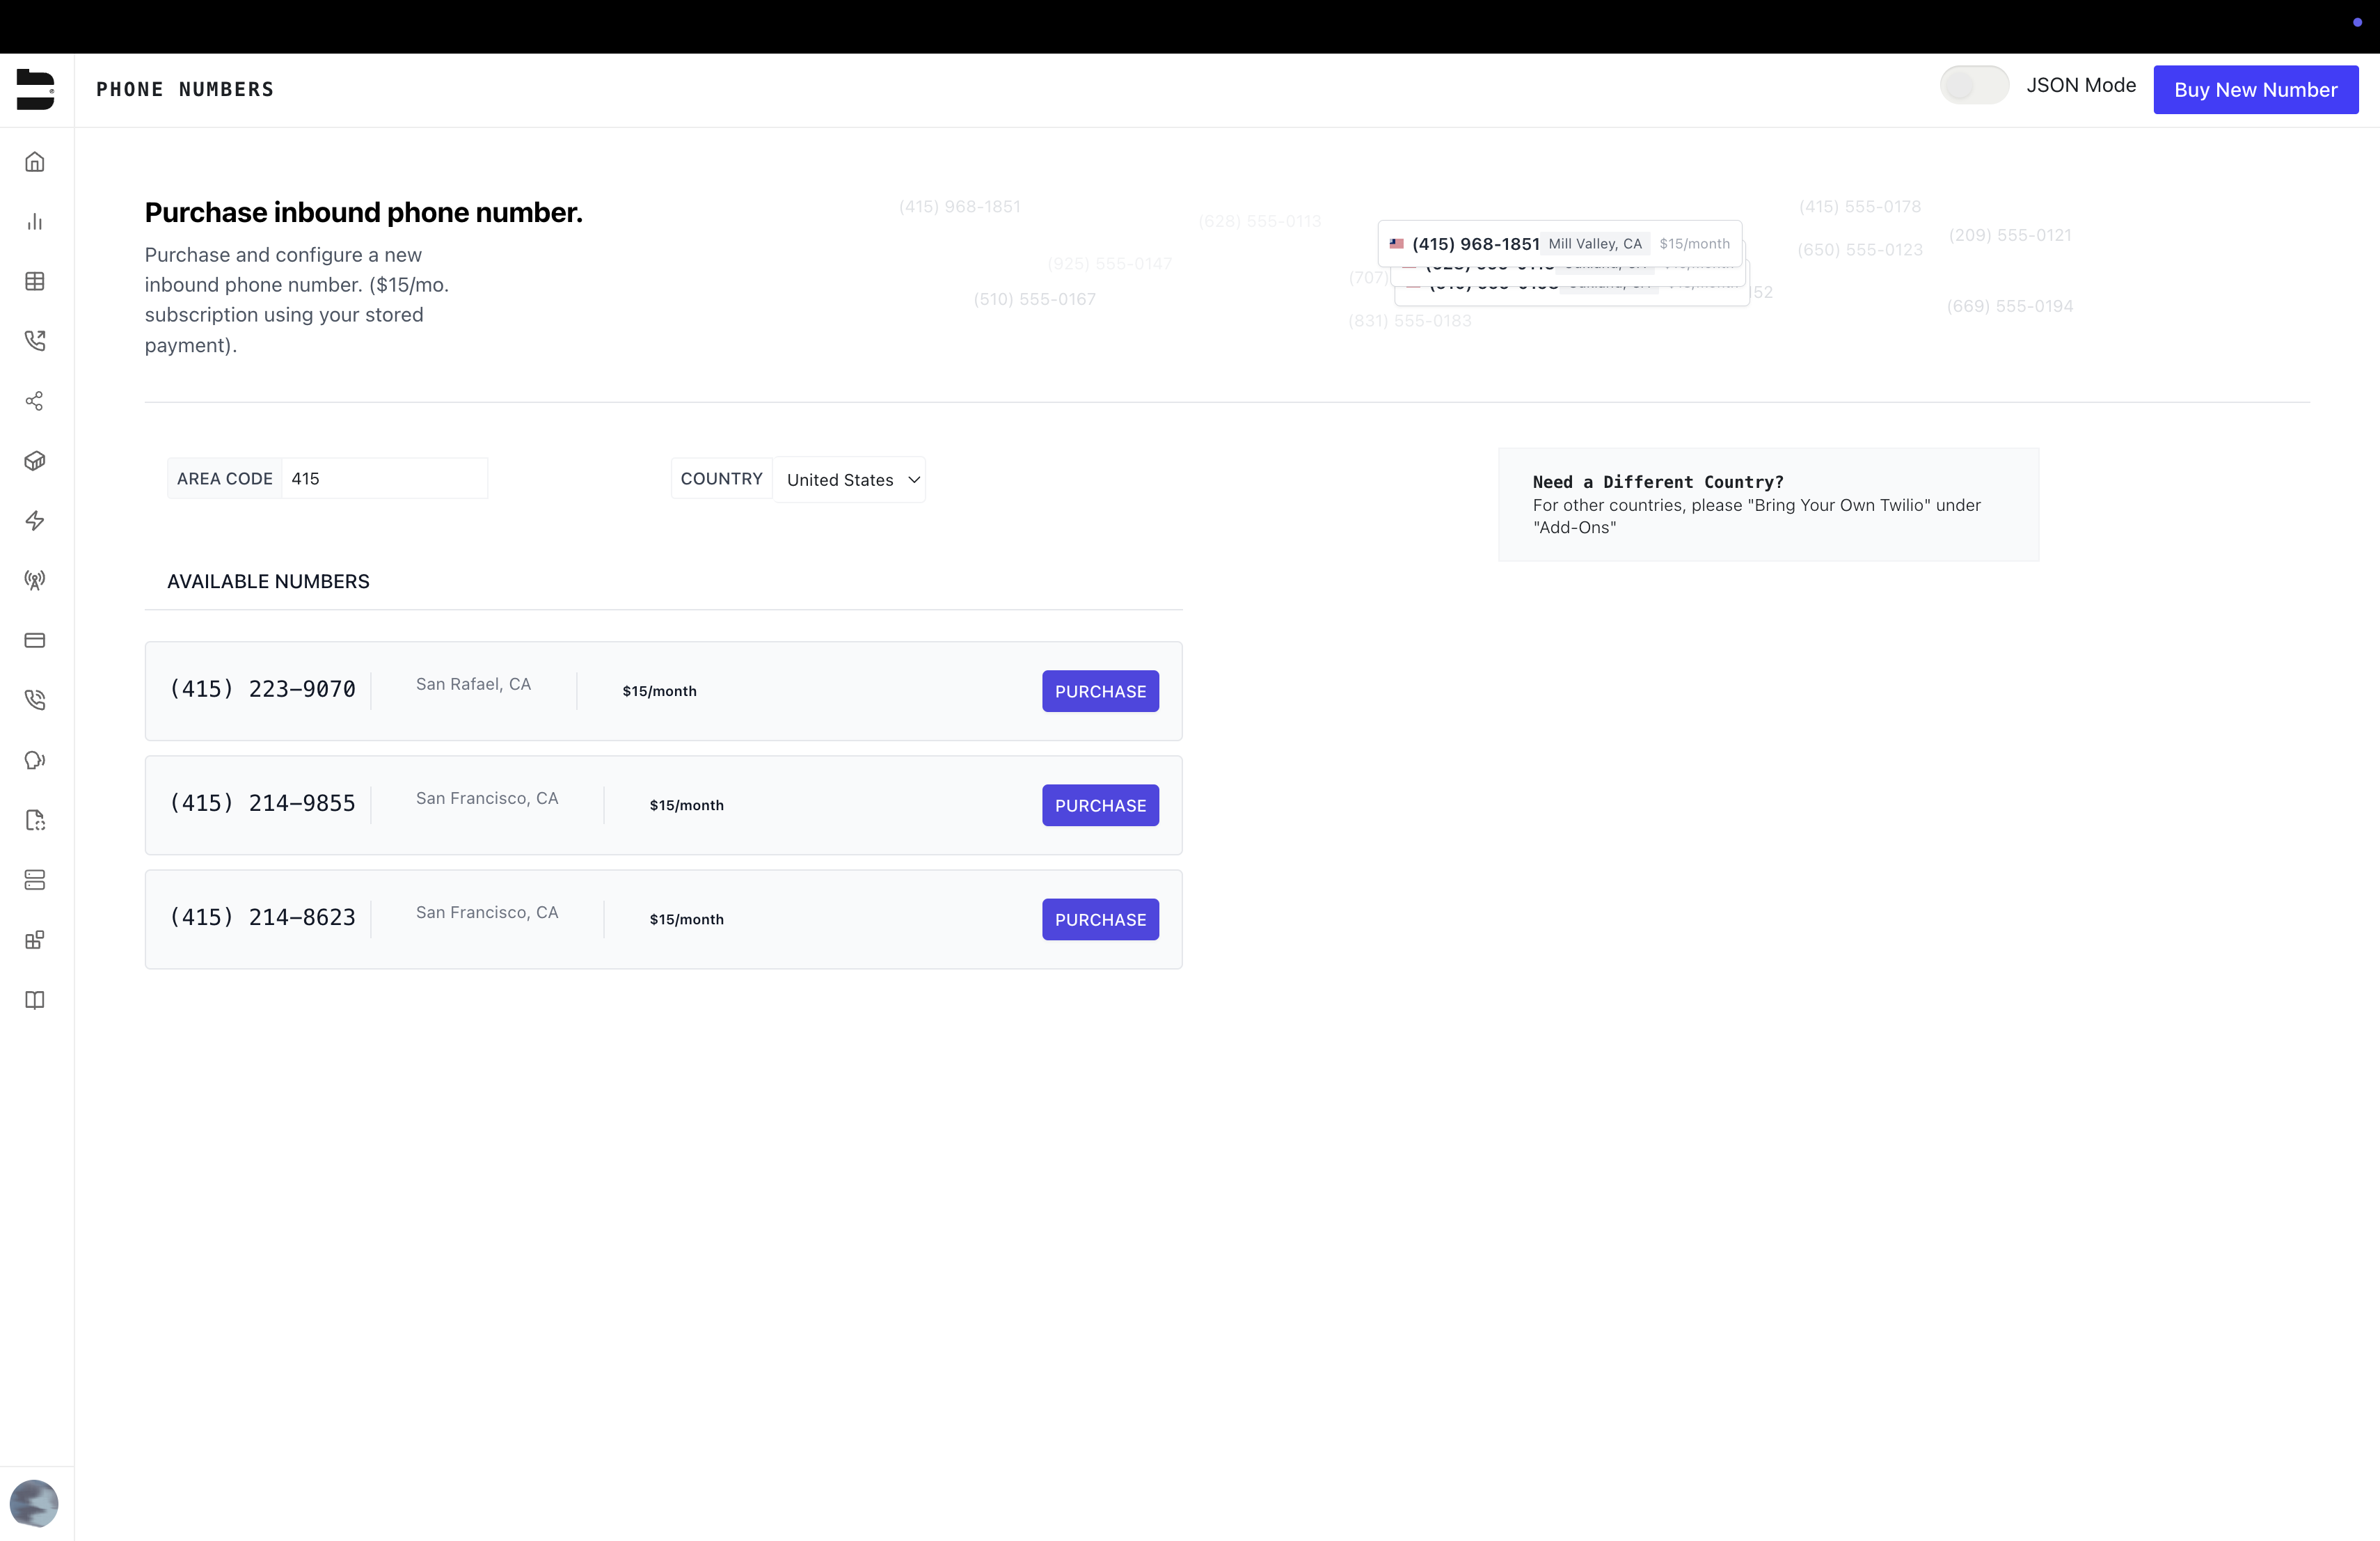 PHONE NUMBERS
JSON Mode
Buy New Number
Purchase inbound phone number.
Purchase and configure a new
inbound phone number. ($15/mo.
subscription using your stored
payment).
(415) 968-1851
(628) 555-0113
(925) 555-0147
(510) 555-0167
(707)
(831) 555-0183
(415) 968-1851 Mill Valley, CA $15/month
52
(415) 555-0178
(650) 555-0123
(209) 555-0121
(669) 555-0194
AREA CODE 415
COUNTRY United States
Need a Different Country?
For other countries, please "Bring Your Own Twilio" under
"Add-Ons"
AVAILABLE NUMBERS
(415) 223-9070 San Rafael, CA $15/month PURCHASE
(415) 214-9855 San Francisco, CA $15/month PURCHASE
(415) 214-8623 San Francisco, CA $15/month PURCHASE